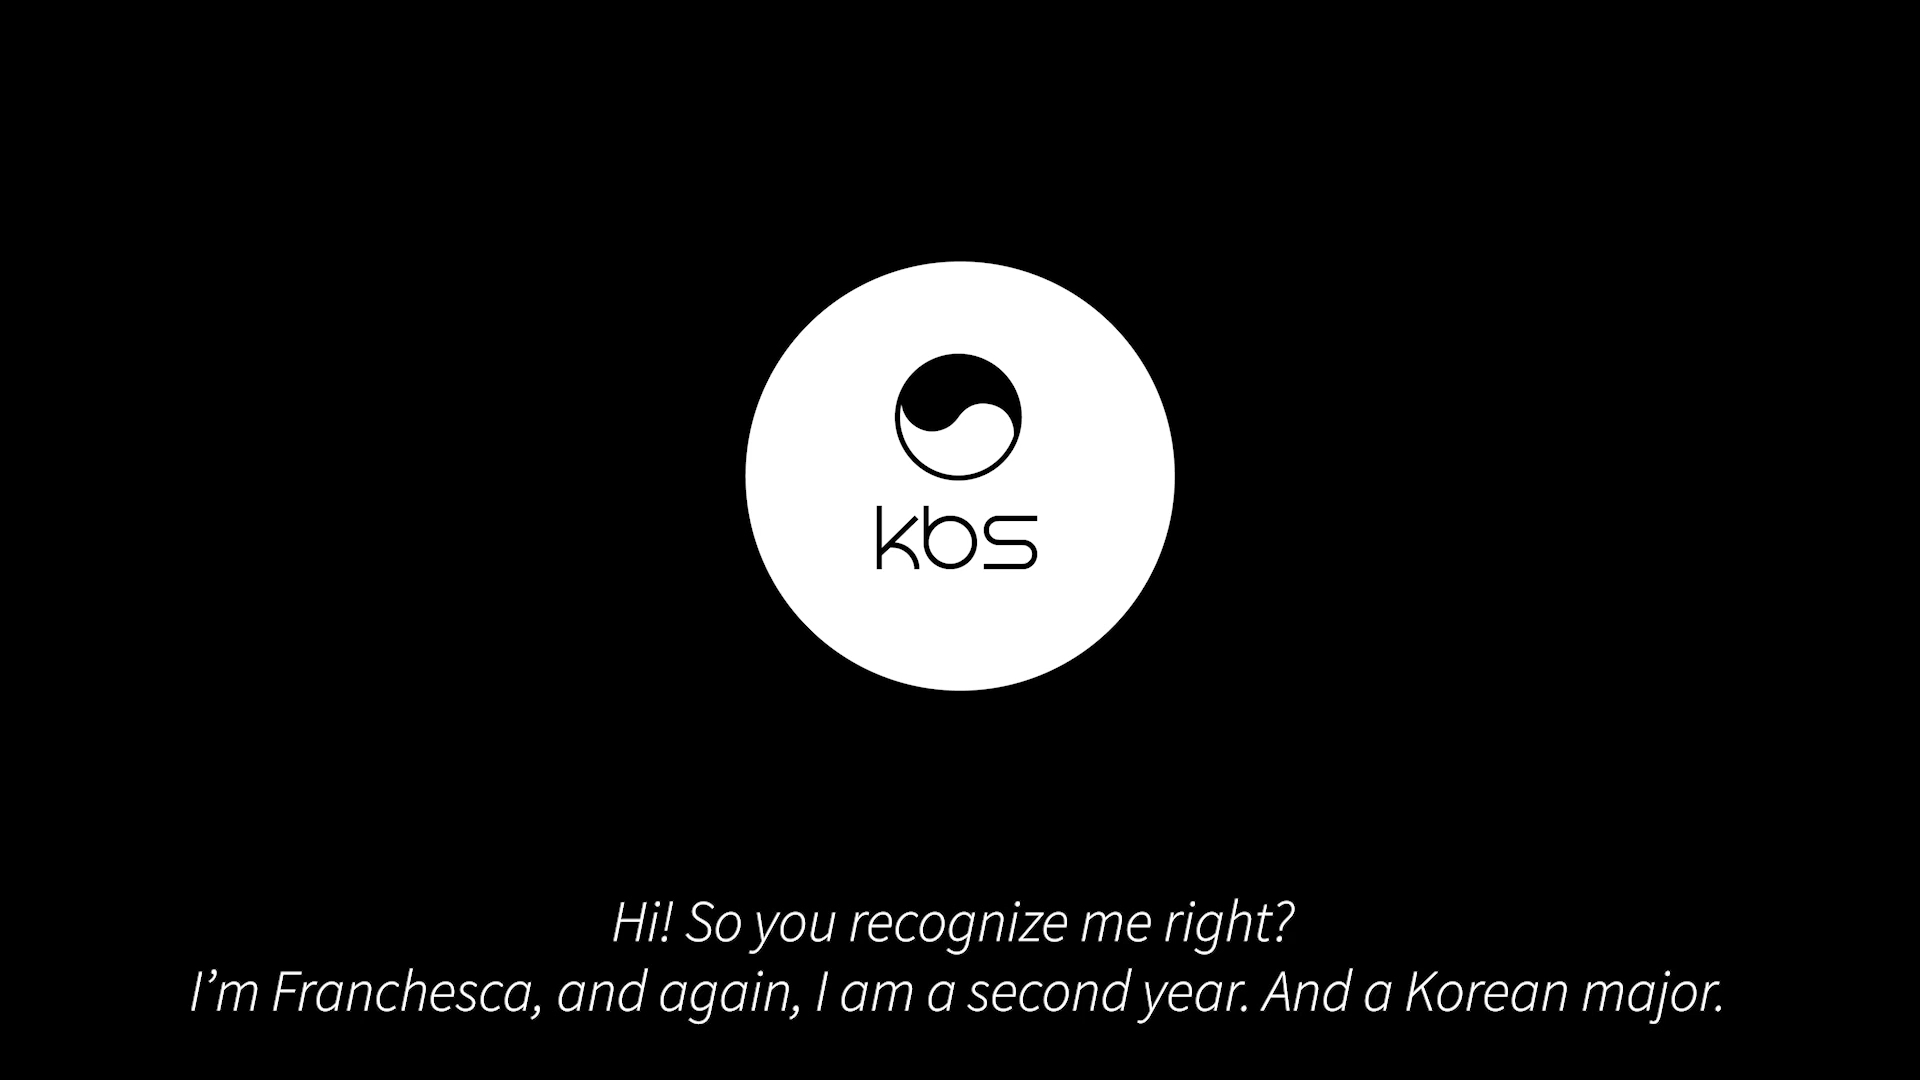 kbs
Hi! So you recognize me right?
I’m Franchesca, and again, I am a second year. And a Korean major.